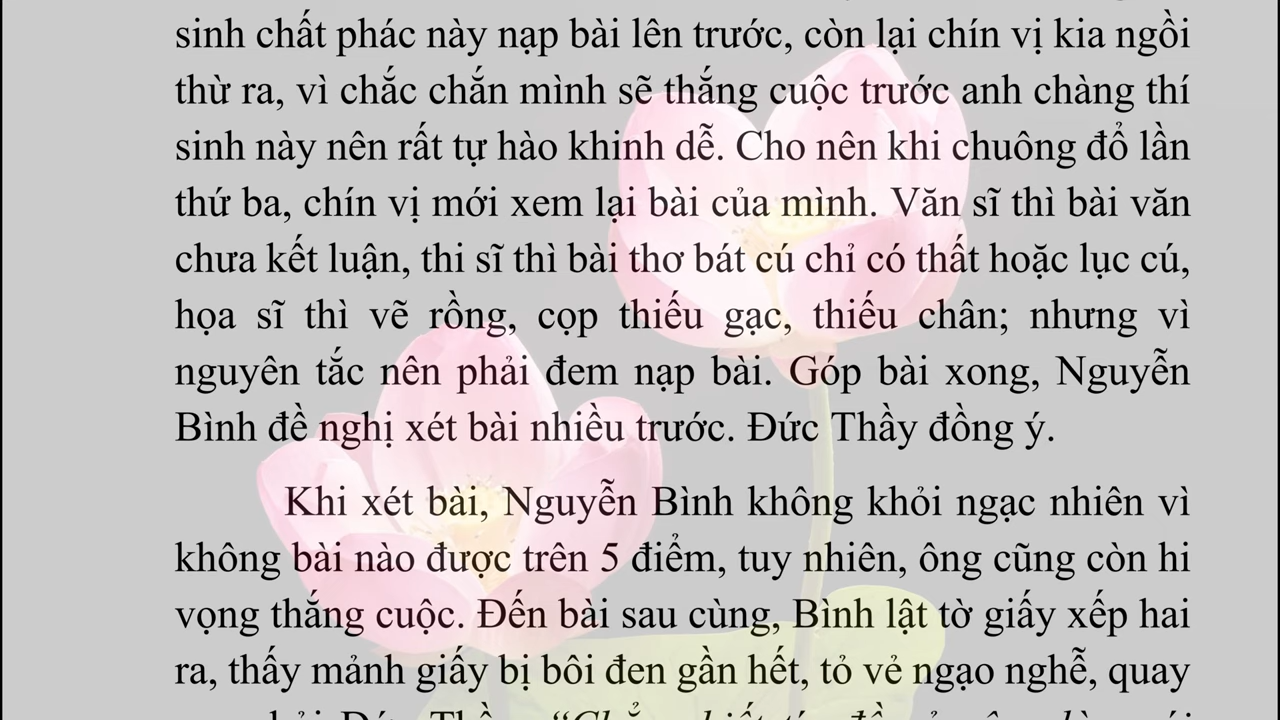 sinh chất phác này nạp bài lên trước, còn lại chín vị kia ngồi
thừ ra, vì chắc chắn mình sẽ thắng cuộc trước anh chàng thí
sinh này nên rất tự hào khinh dễ. Cho nên khi chuông đổ lần
thứ ba, chín vị mới xem lại bài của mình. Văn sĩ thì bài văn
chưa kết luận, thi sĩ thì bài thơ bát cú chỉ có thất hoặc lục cú,
họa sĩ thì vẽ rồng, cọp thiếu gạc, thiếu chân; nhưng vì
nguyên tắc nên phải đem nạp bài. Góp bài xong, Nguyễn
Bình đề nghị xét bài nhiều trước. Đức Thầy đồng ý.
Khi xét bài, Nguyễn Bình không khỏi ngạc nhiên vì
không bài nào được trên 5 điểm, tuy nhiên, ông cũng còn hi
vọng thắng cuộc. Đến bài sau cùng, Bình lật tờ giấy xếp hai
ra, thấy mảnh giấy bị bôi đen gần hết, tỏ vẻ ngạo nghễ, quay